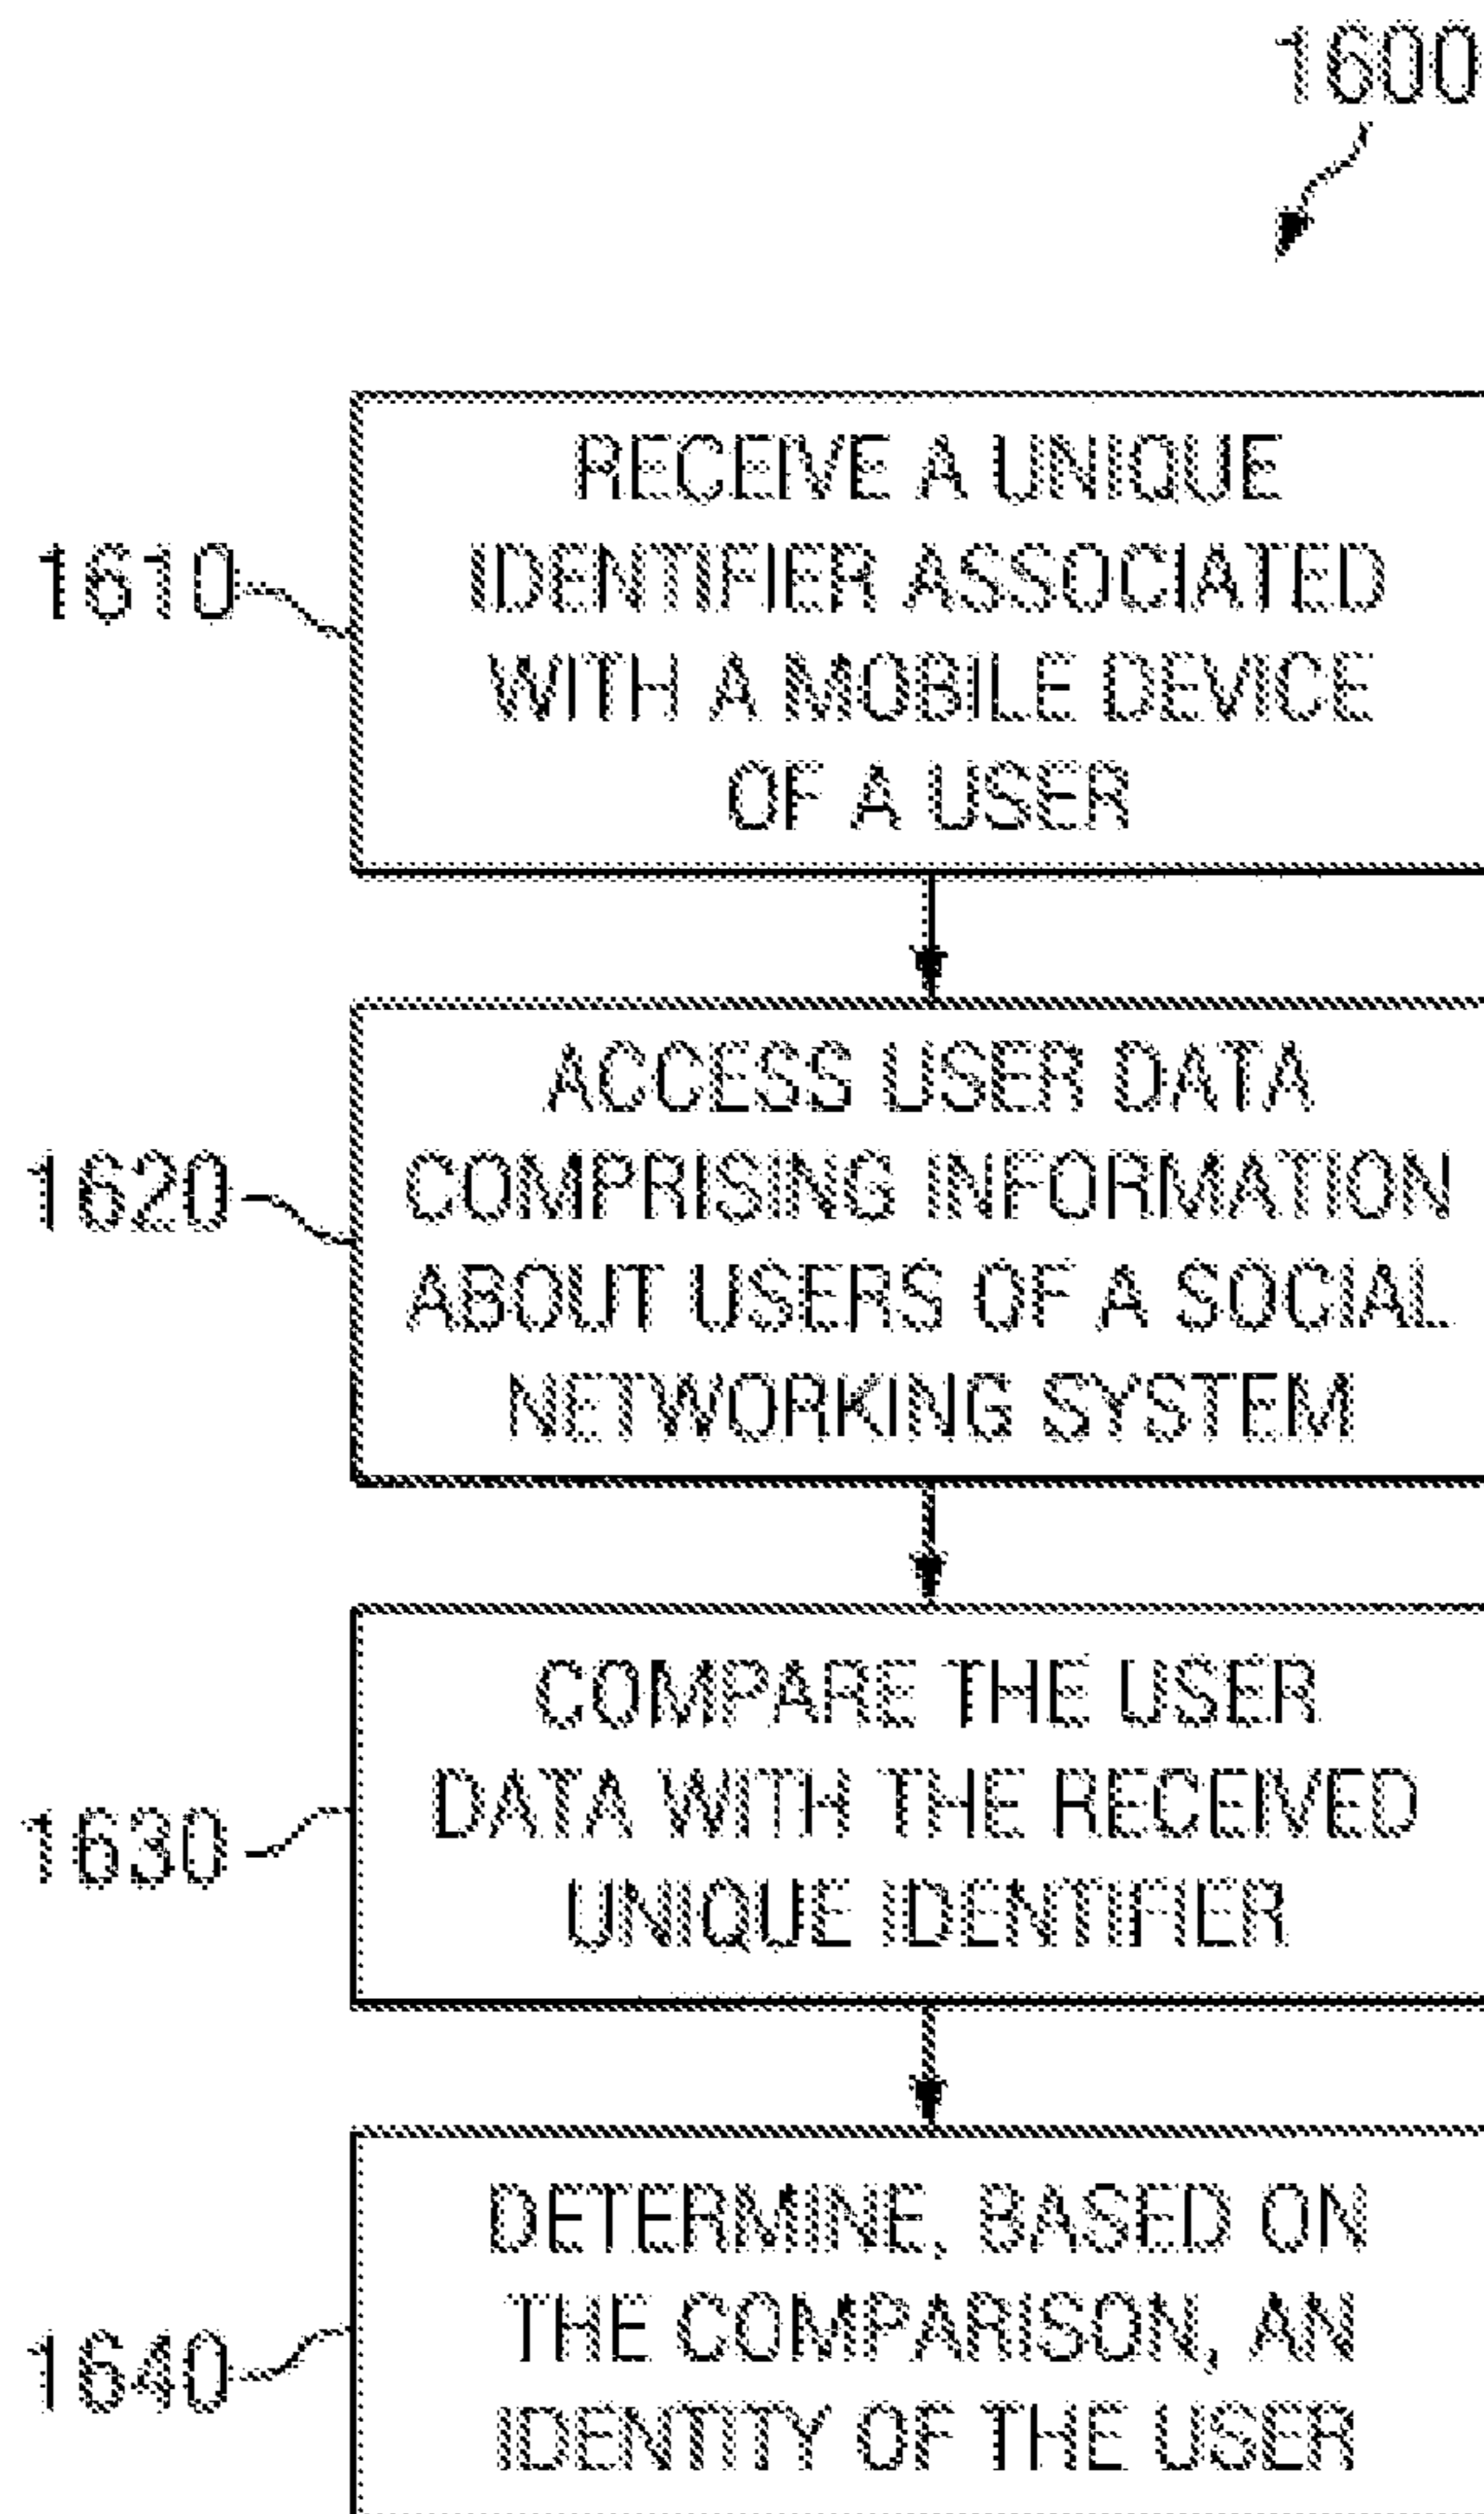 1600
1610
RECEIVE A UNIQUE
IDENTIFIER ASSOCIATED
WITH A MOBILE DEVICE
OF A USER
1620
ACCESS USER DATA
COMPRISING INFORMATION
ABOUT USERS OF A SOCIAL
NETWORKING SYSTEM
1630
COMPARE THE USER
DATA WITH THE RECEIVED
UNIQUE IDENTIFIER
1640
DETERMINE, BASED ON
THE COMPARISON, AN
IDENTITY OF THE USER